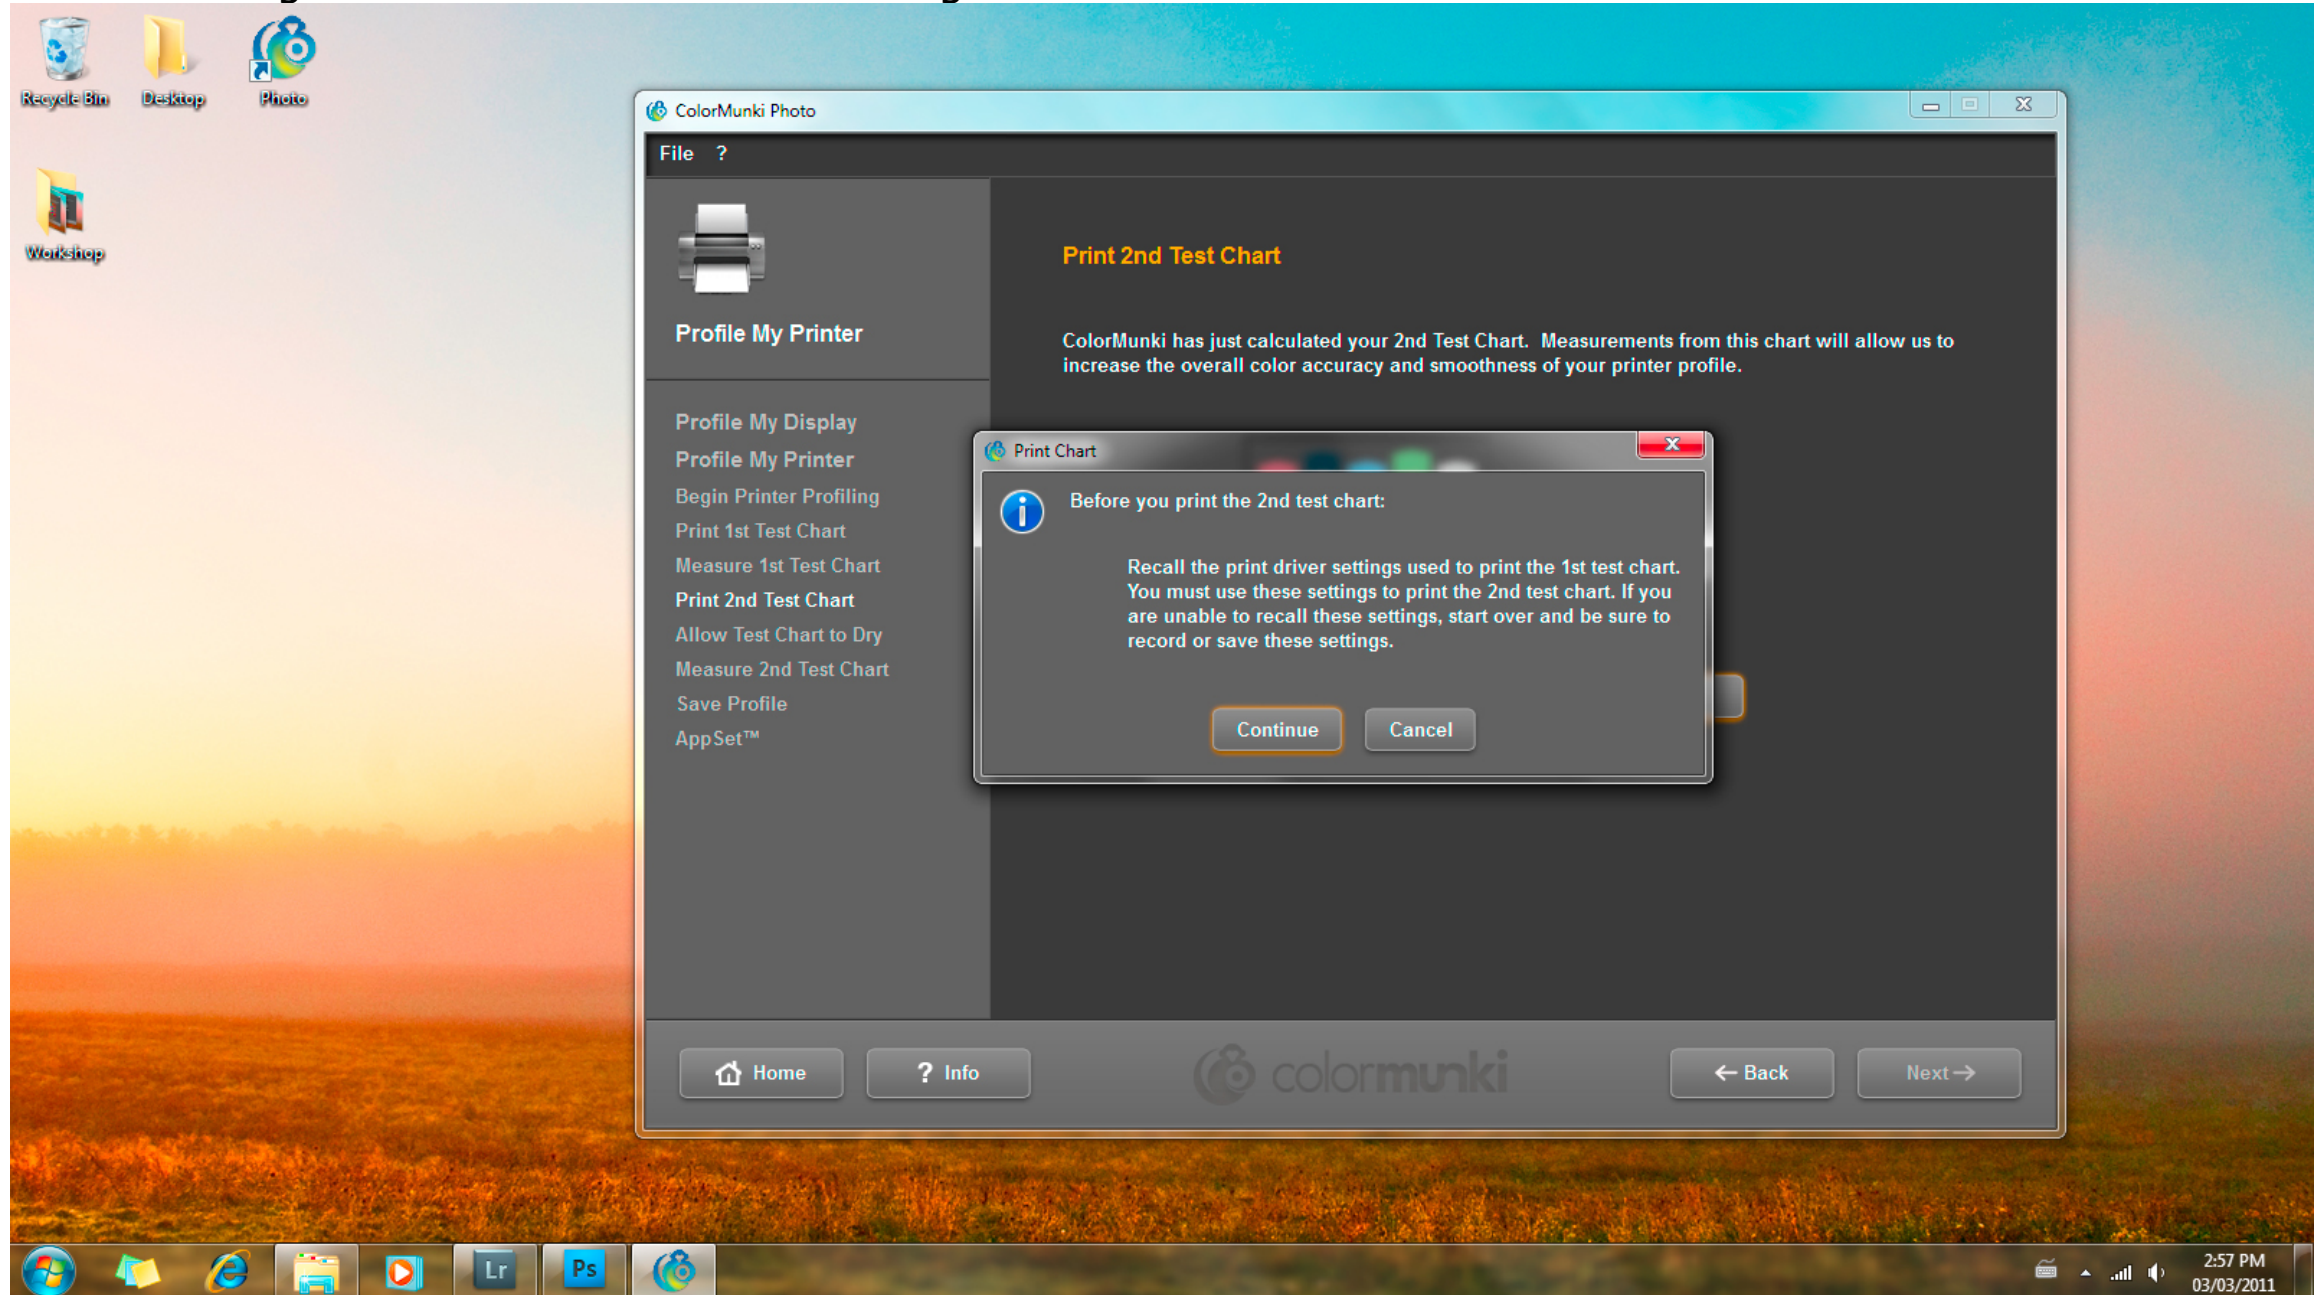 Recycle Bin
Desktop
Photo
Workshop
ColorMunki Photo
File ?
Profile My Printer
Profile My Display
Profile My Printer
Begin Printer Profiling
Print 1st Test Chart
Measure 1st Test Chart
Print 2nd Test Chart
Allow Test Chart to Dry
Measure 2nd Test Chart
Save Profile
AppSet™
Print 2nd Test Chart
ColorMunki has just calculated your 2nd Test Chart. Measurements from this chart will allow us to
increase the overall color accuracy and smoothness of your printer profile.
Print Chart
Before you print the 2nd test chart:
Recall the print driver settings used to print the 1st test chart.
You must use these settings to print the 2nd test chart. If you
are unable to recall these settings, start over and be sure to
record or save these settings.
Continue
Cancel
Home
? Info
colormunki
Back
Next
Lr
Ps
2:57 PM
03/03/2011